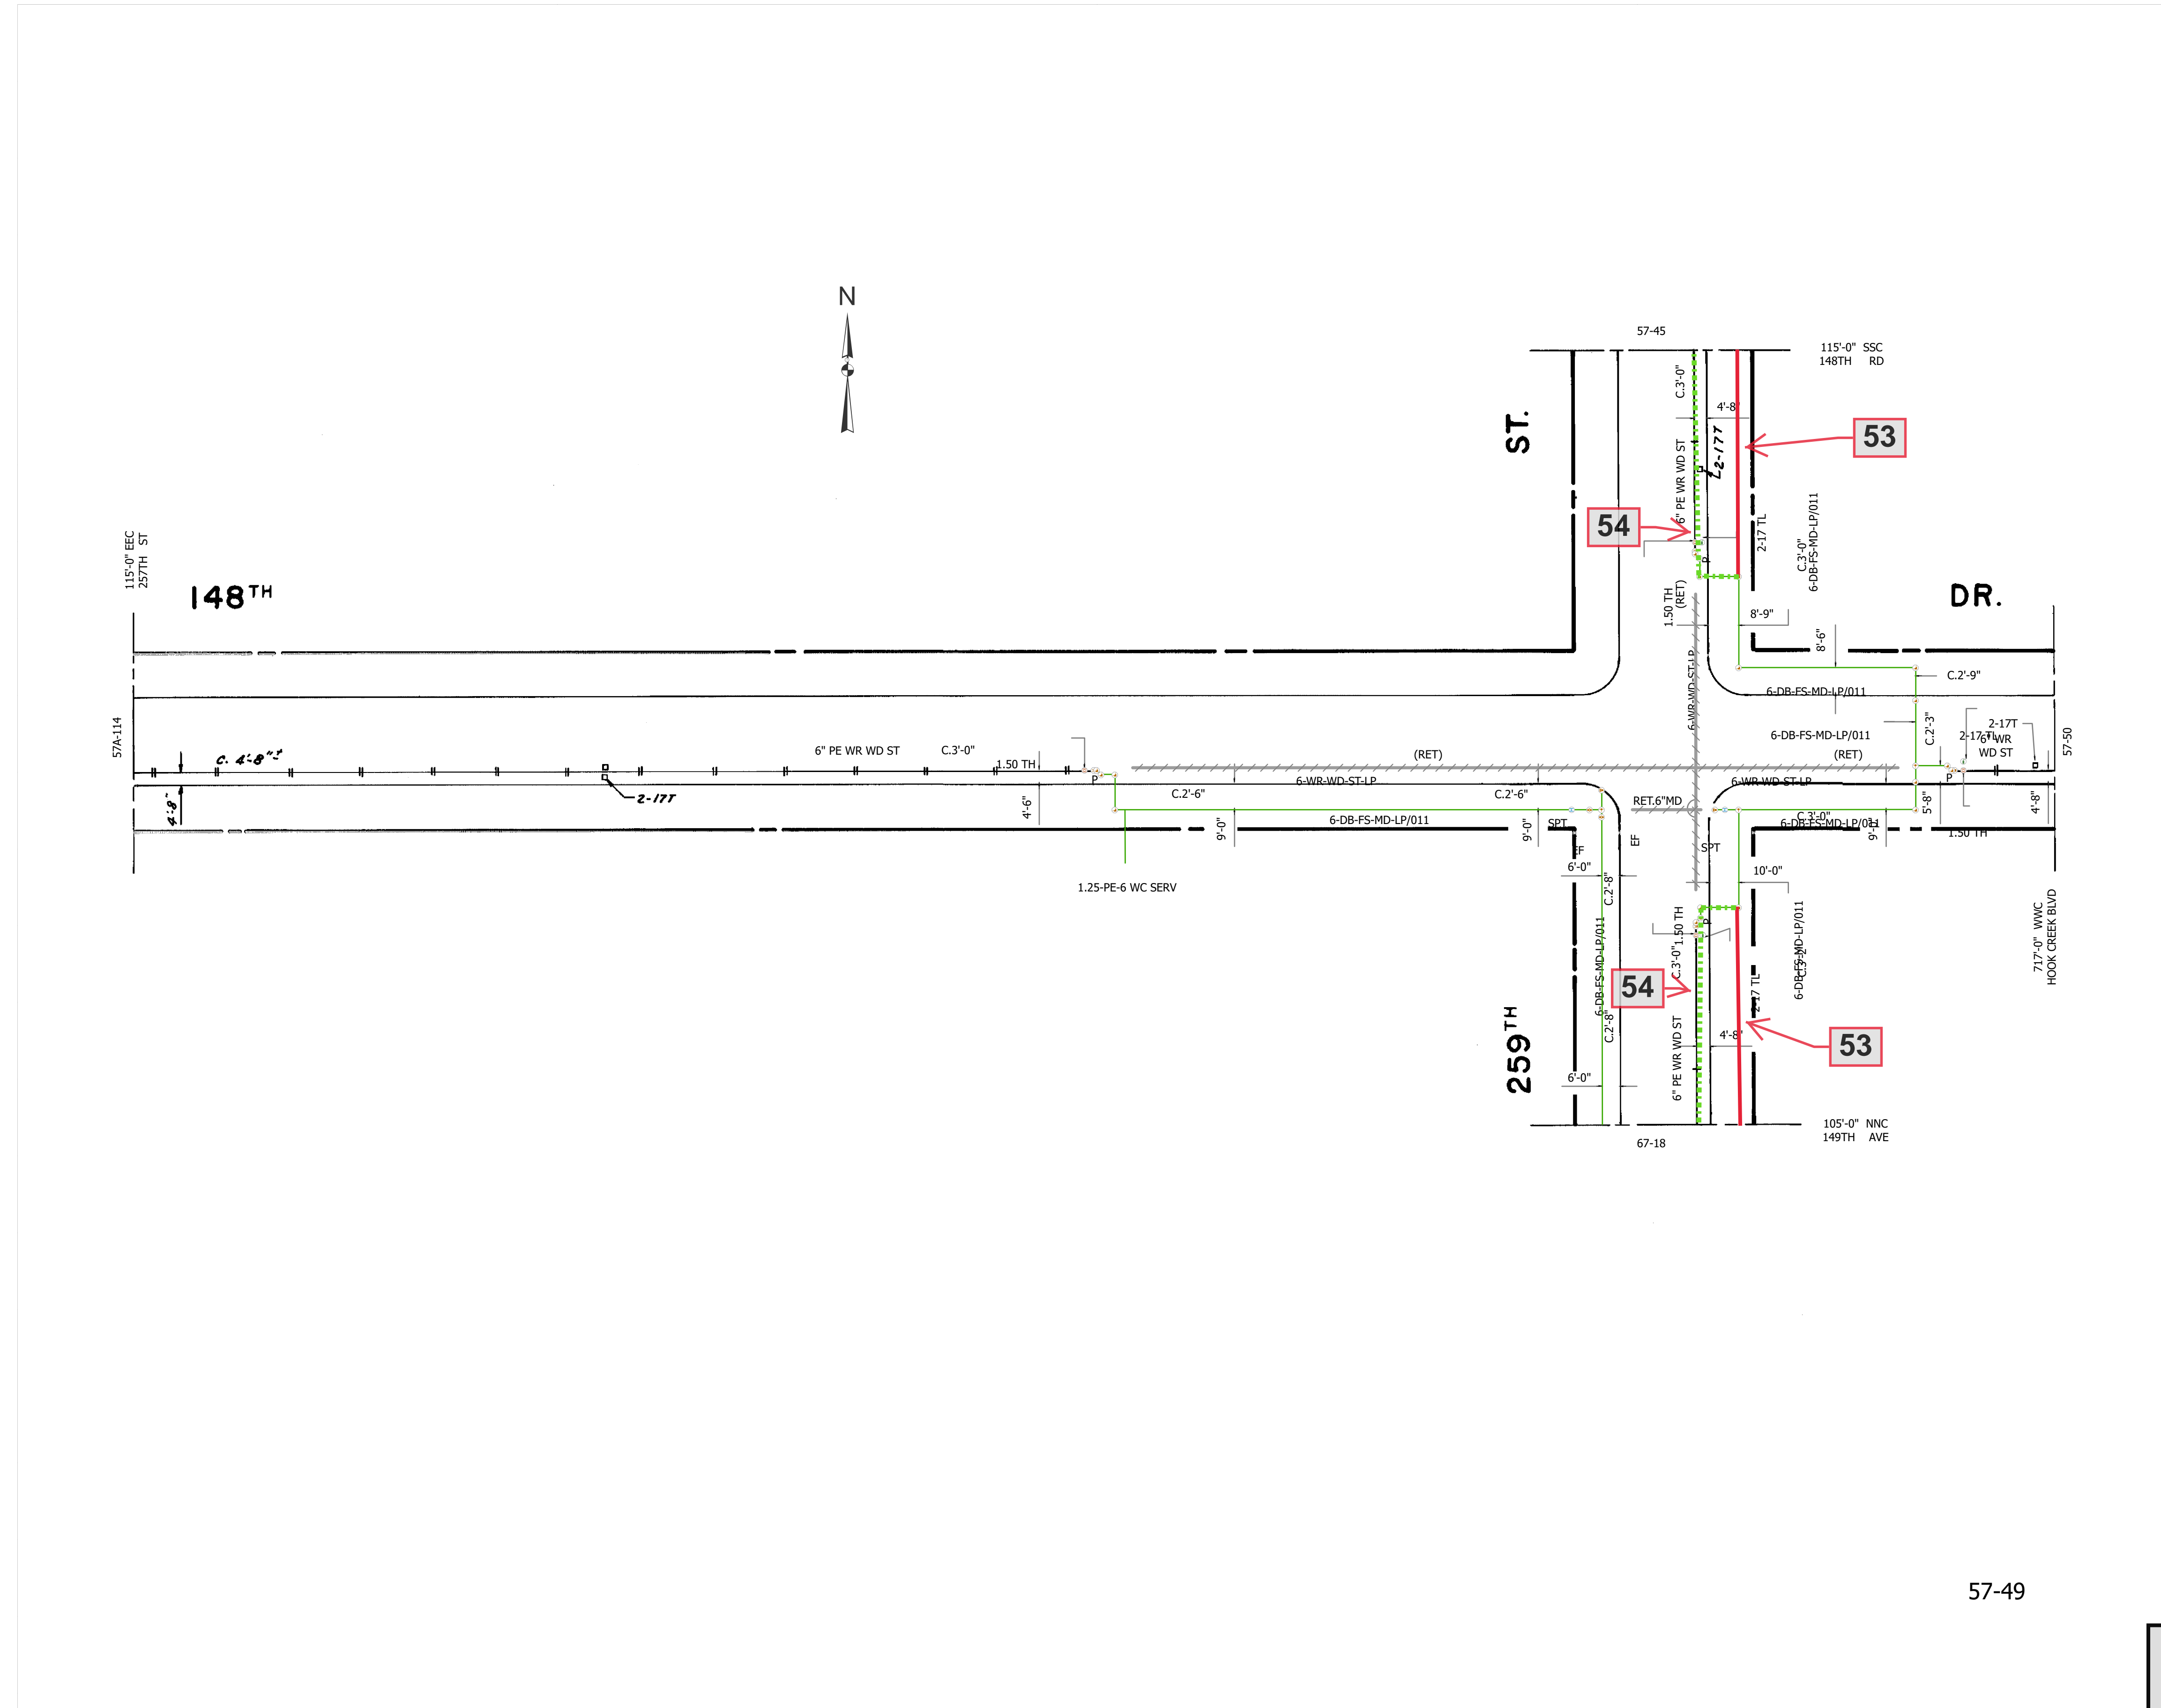 N
57-45
115'-0" SSC
148TH RD
C.3'-0"
4'-8"
ST.
6" PE WR WD ST
2-17T
53
54
2-17 TL
C.3'-0"
6-DB-FS-MD-LP/011
P
115'-0" EEC
257TH ST
148TH
1.50 TH
(RET)
8'-9"
8'-6"
DR.
C.2'-9"
6-WR-WD-ST-LP
6-DB-FS-MD-LP/011
57A-114
C. 4'-8"±
6" PE WR WD ST
C.3'-0"
1.50 TH
(RET)
6-DB-FS-MD-LP/011
(RET)
C.2'-3"
2-17T
2-17 TL
6" WR
WD ST
57-50
P
P
4'-8"
2-17T
4'-6"
C.2'-6"
6-WR-WD-ST-LP
C.2'-6"
RET.6"MD
6-WR-WD-ST-LP
5'-8"
4'-8"
9'-0"
6-DB-FS-MD-LP/011
9'-0"
SPT
C.3'-0"
6-DB-FS-MD-LP/011
9'-0"
1.50 TH
EF
EF
SPT
1.25-PE-6 WC SERV
6'-0"
C.2'-8"
10'-0"
6-DB-FS-MD-LP/011
1.50 TH
P
C.3'-0"
6-DB-FS-MD-LP/011
C.3'-2"
717'-0" WWC
HOOK CREEK BLVD
54
2-17 TL
259TH
C.2'-8"
6" PE WR WD ST
4'-8"
53
6'-0"
105'-0" NNC
149TH AVE
67-18
57-49